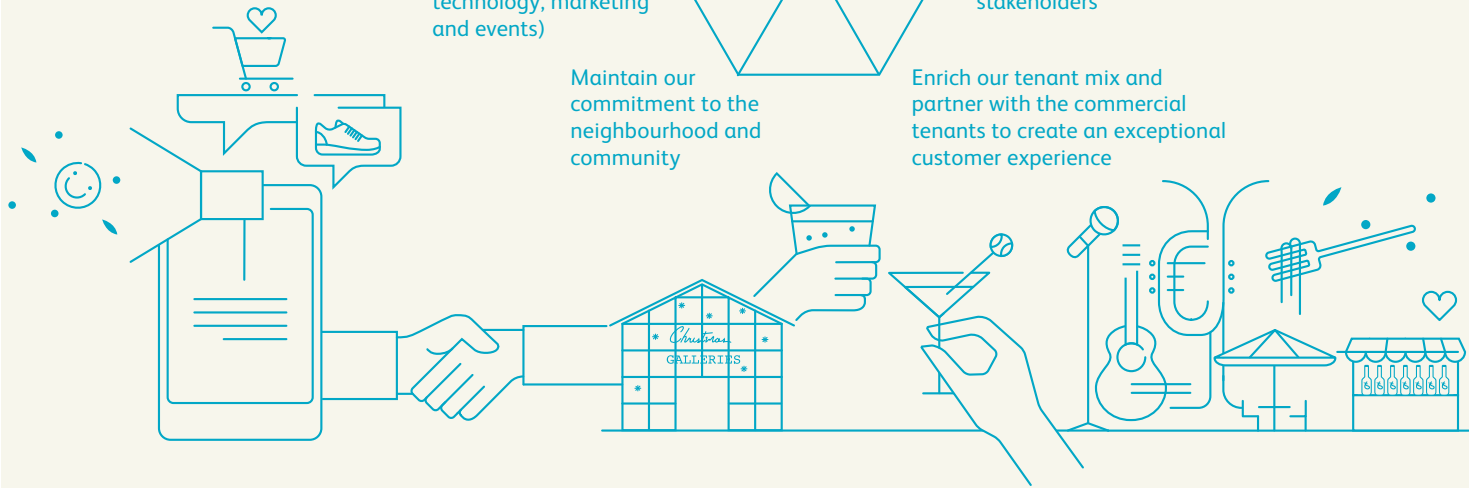 technology, marketing
and events)
stakeholders
Maintain our
commitment to the
neighbourhood and
community
Enrich our tenant mix and
partner with the commercial
tenants to create an exceptional
customer experience
Christmas
GALLERIES